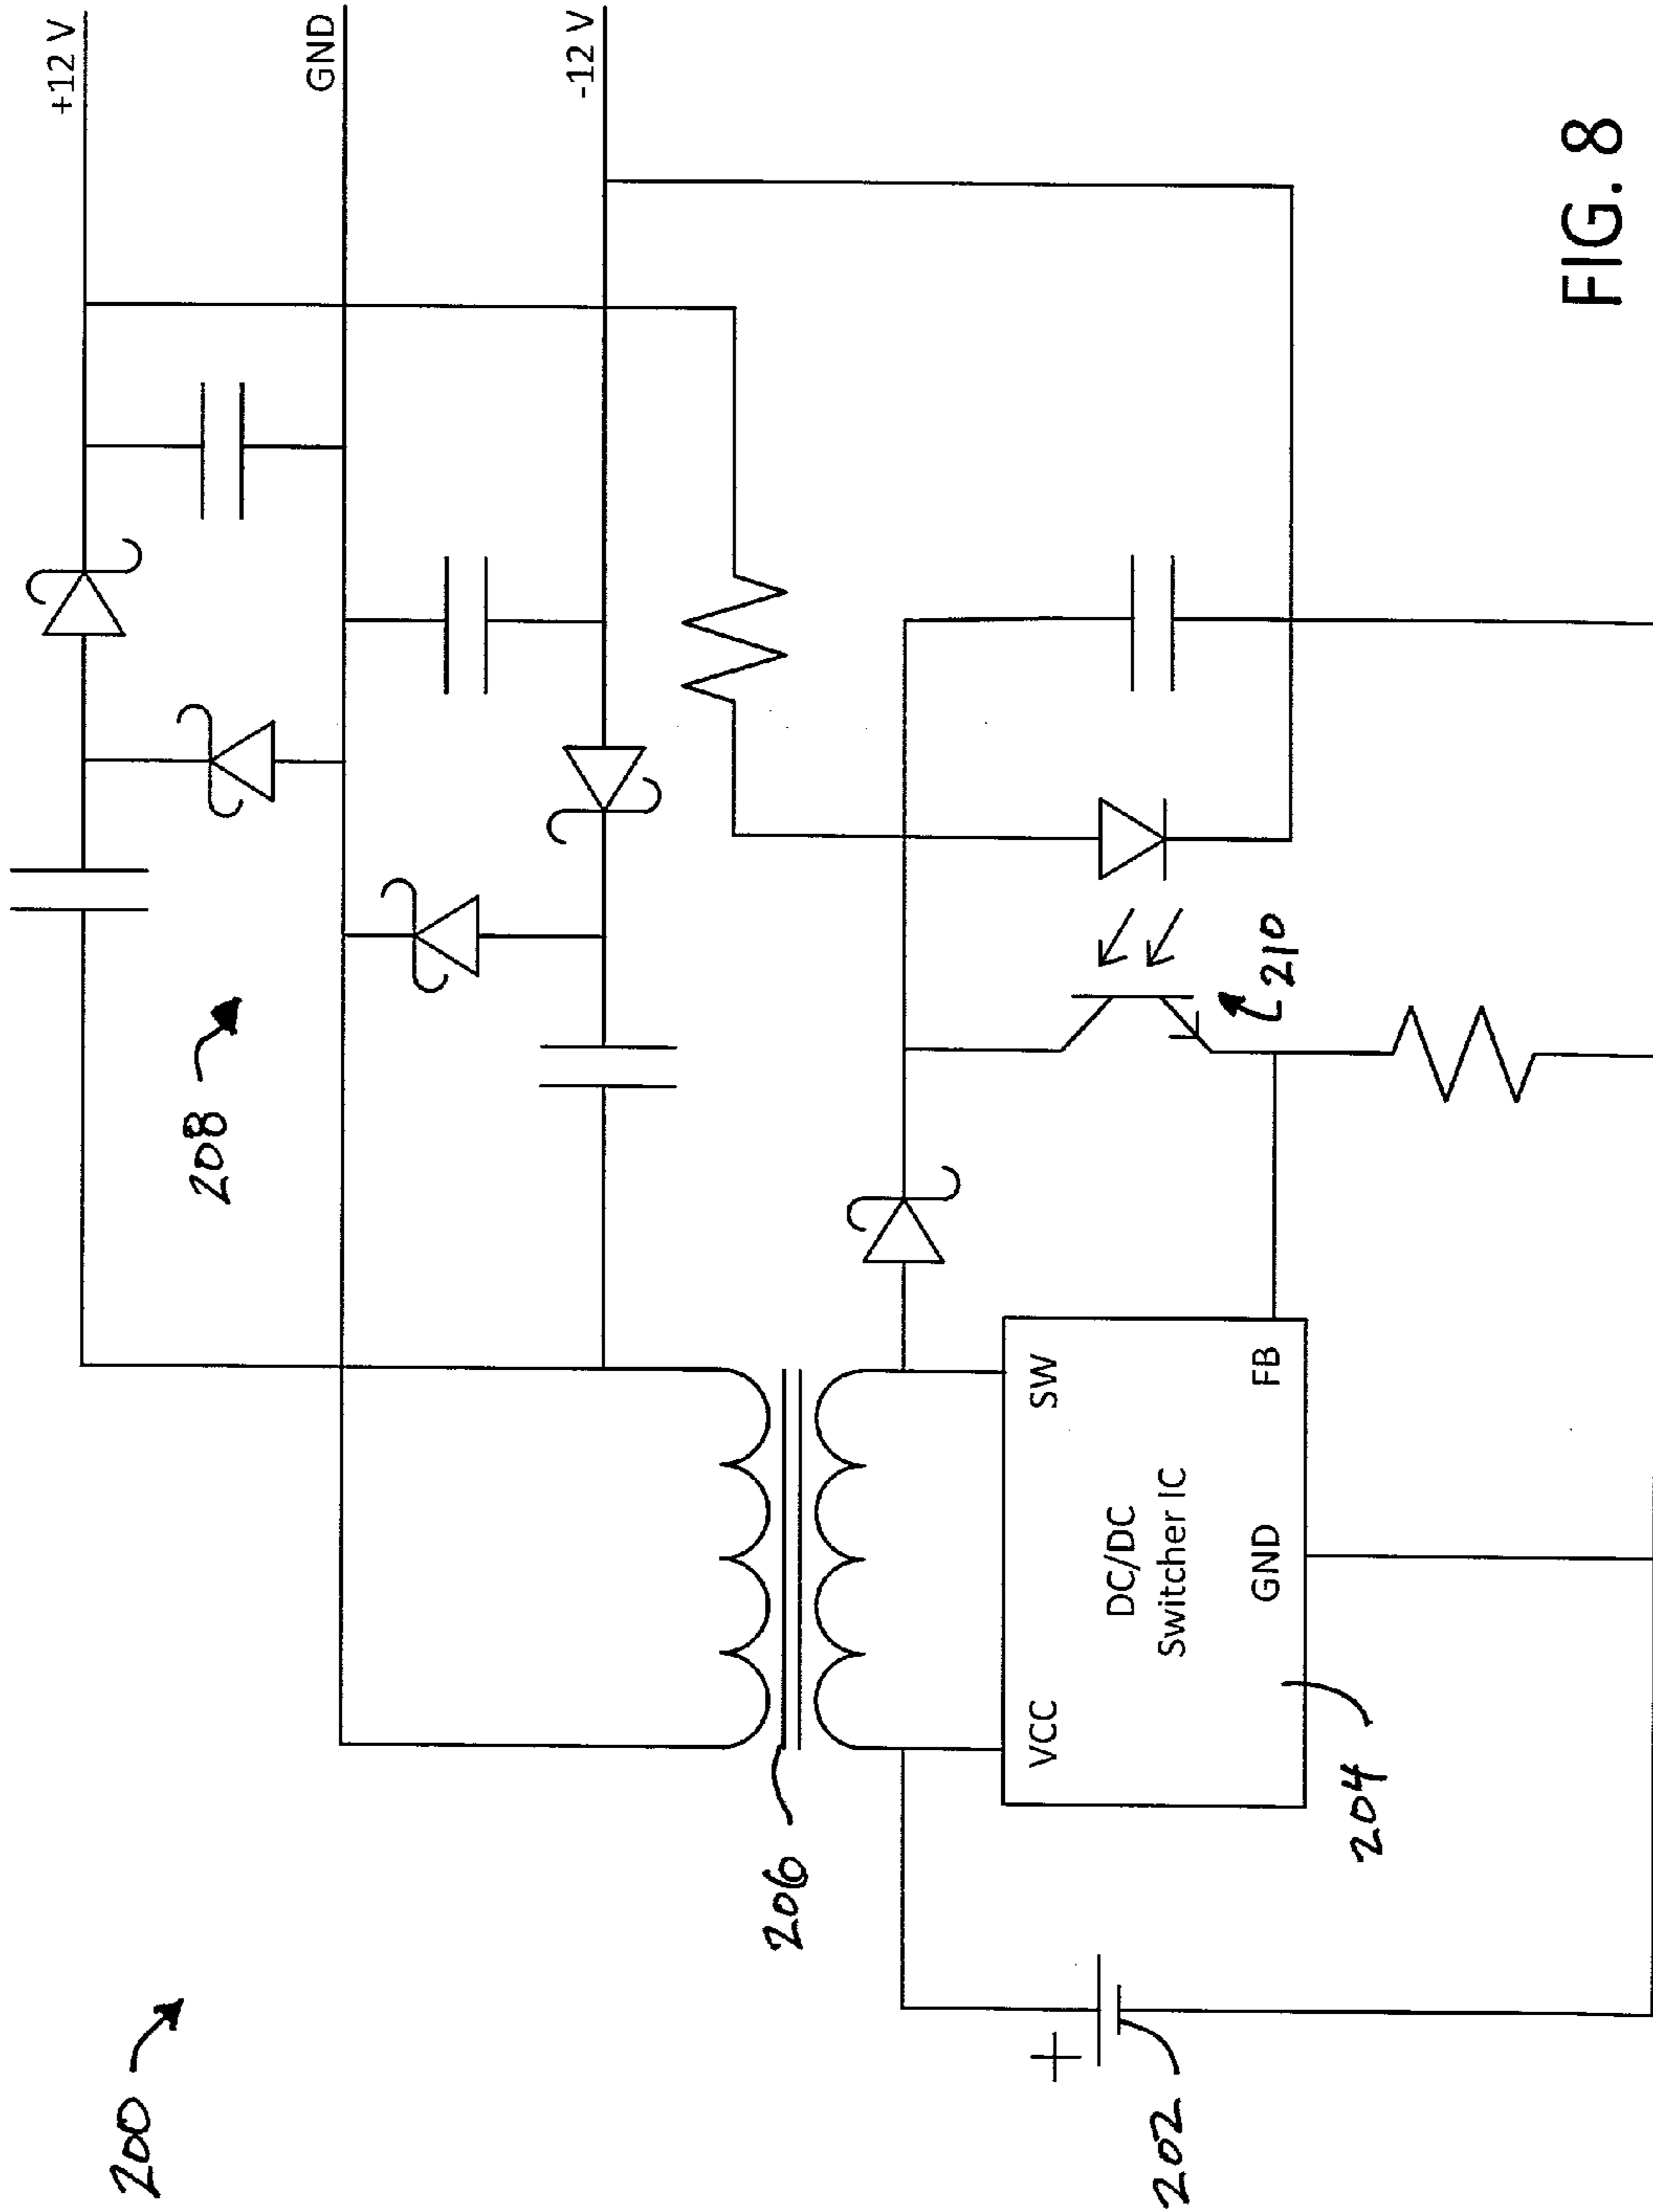 200
208
+12 V
GND
-12 V
206
202
VCC
SW
DC/DC
Switcher IC
GND
FB
204
210
FIG. 8